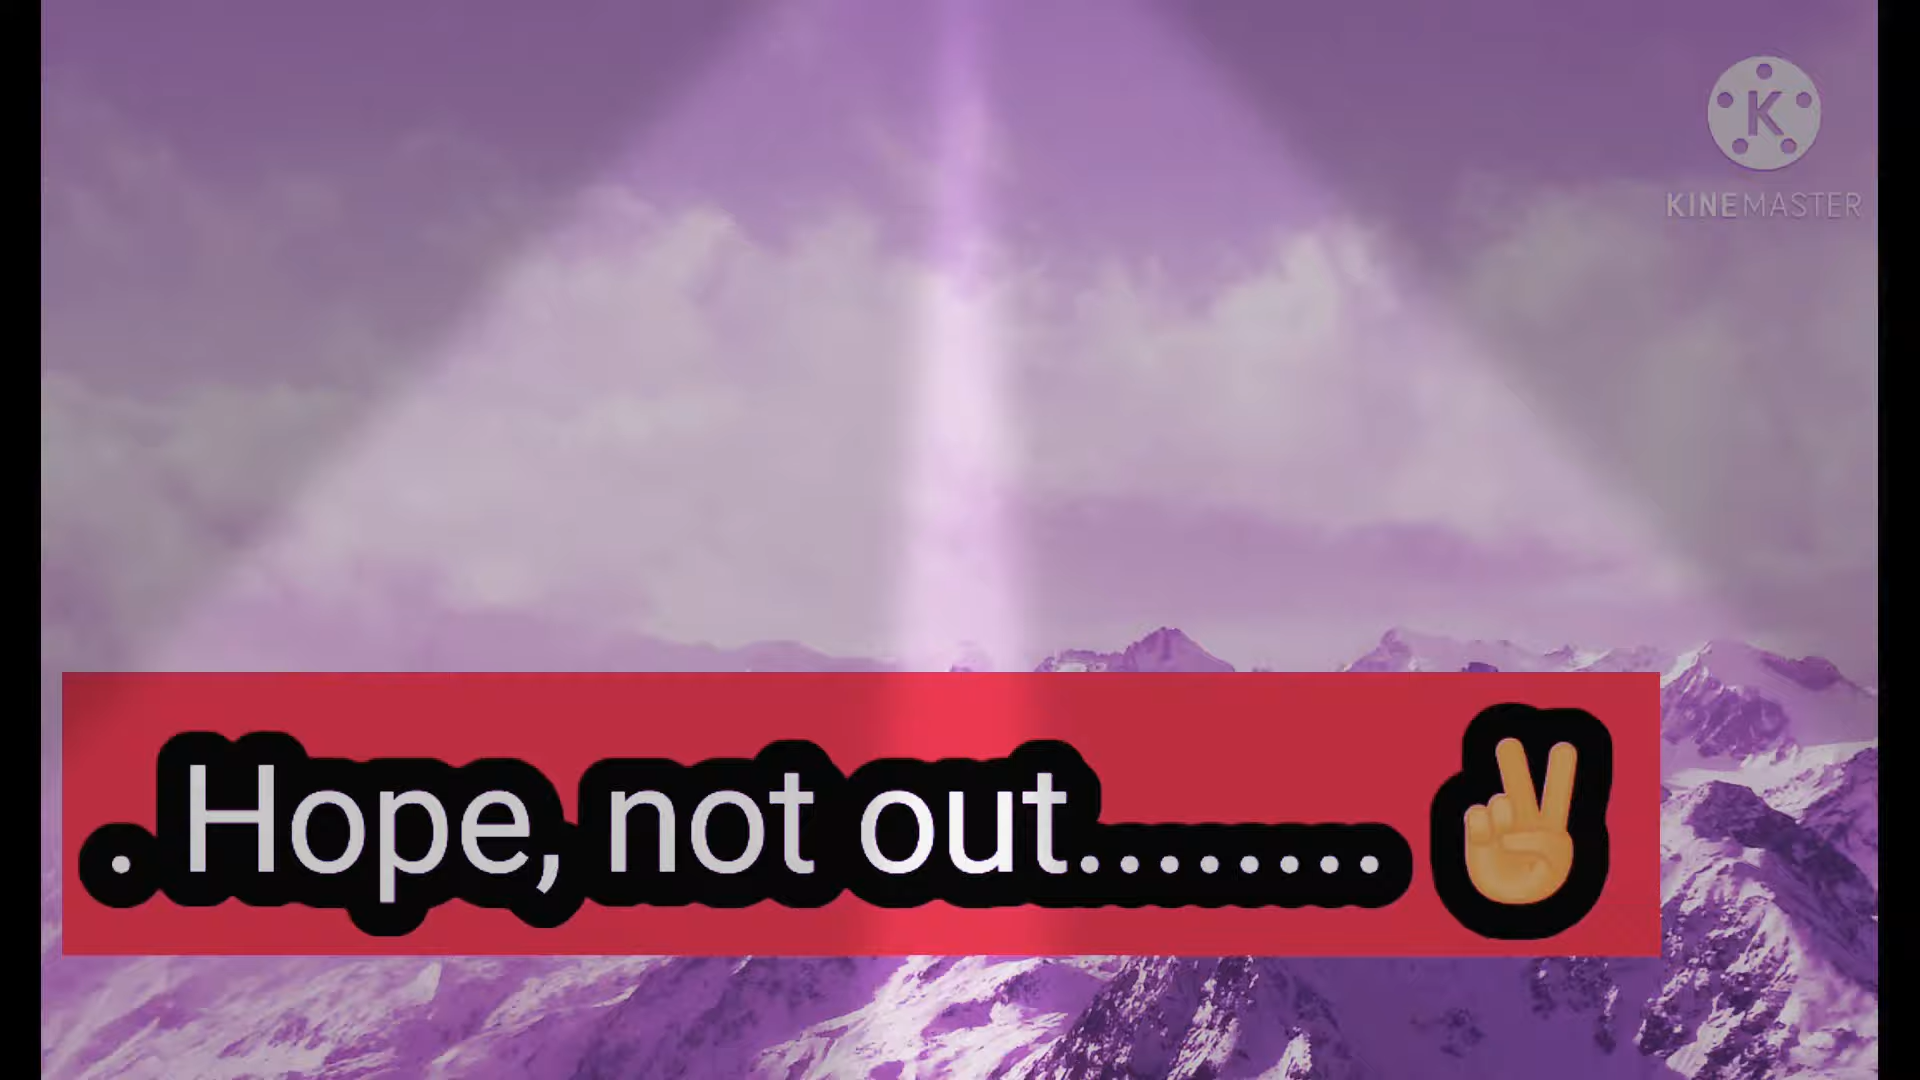 K
KINEMASTER
. Hope, not out........ ✌